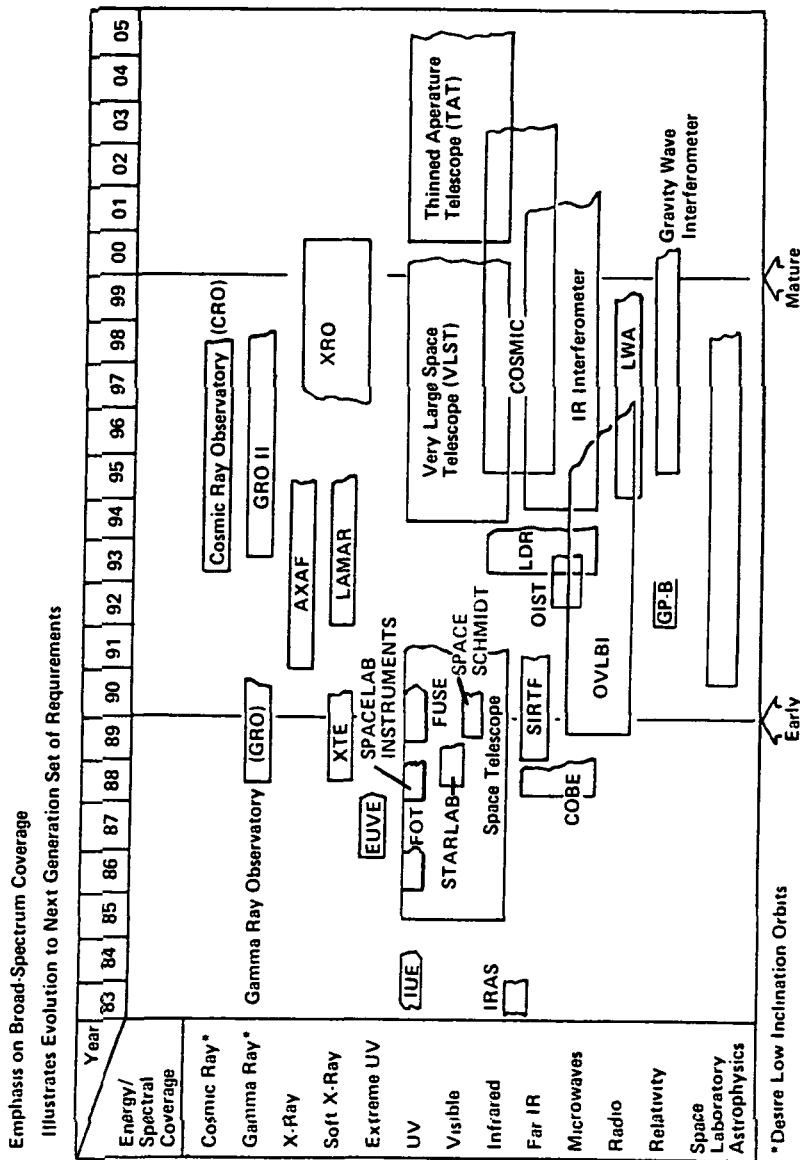 Emphasis on Broad-Spectrum Coverage
Illustrates Evolution to Next Generation Set of Requirements
Year
Energy/
Spectral
Coverage
83
84
85
86
87
88
89
90
91
92
93
94
95
96
97
98
99
00
01
02
03
04
05
Cosmic Ray*
Cosmic Ray Observatory (CRO)
Gamma Ray*
Gamma Ray Observatory (GRO)
GRO II
X-Ray
AXAF
XRO
Soft X-Ray
XTE
LAMAR
Extreme UV
EUVE
SPACELAB
INSTRUMENTS
UV
IUE
FOT
FUSE
Visible
STARLAB
SPACE
SCHMIDT
Very Large Space
Telescope (VLST)
Thinned Aperature
Telescope (TAT)
Infrared
IRAS
Space Telescope
COSMIC
Far IR
SIRTF
LDR
OIST
Microwaves
COBE
IR Interferometer
Radio
OVLBI
LWA
Relativity
GP-B
Gravity Wave
Interferometer
Space
Laboratory
Astrophysics
*Desire Low Inclination Orbits
Early
Mature